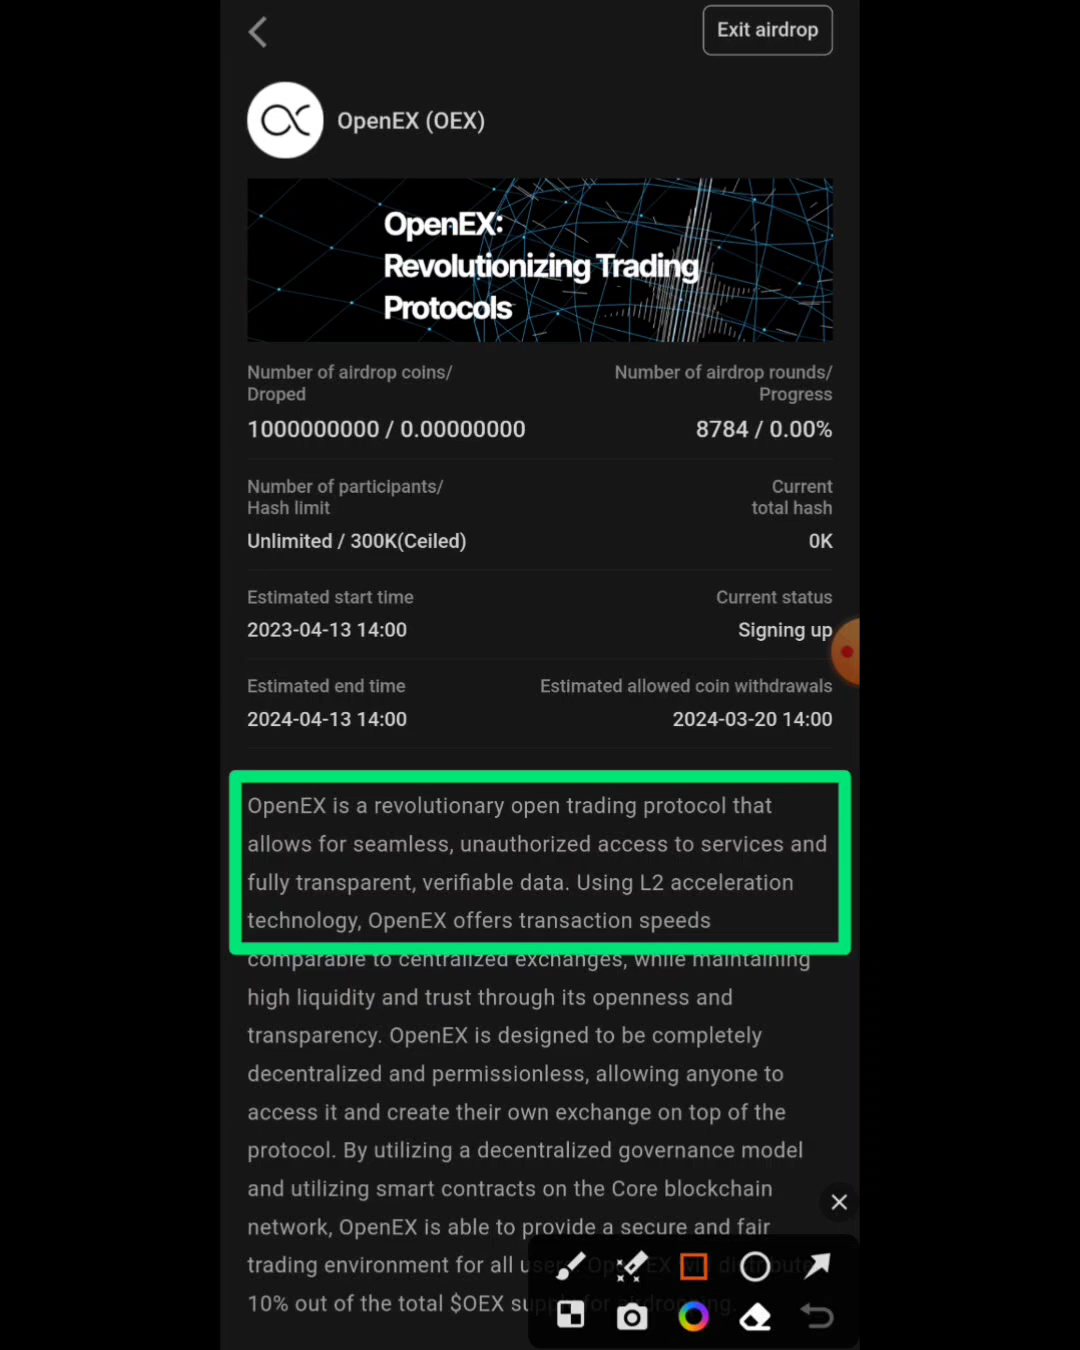 Exit airdrop
OpenEX (OEX)
OpenEX:
Revolutionizing Trading
Protocols
Number of airdrop coins/
Droped
Number of airdrop rounds/
Progress
1000000000 / 0.00000000
8784 / 0.00%
Number of participants/
Hash limit
Current
total hash
Unlimited / 300K(Ceiled)
0K
Estimated start time
Current status
2023-04-13 14:00
Signing up
Estimated end time
Estimated allowed coin withdrawals
2024-04-13 14:00
2024-03-20 14:00
OpenEX is a revolutionary open trading protocol that
allows for seamless, unauthorized access to services and
fully transparent, verifiable data. Using L2 acceleration
technology, OpenEX offers transaction speeds
comparable to centralized exchanges, while maintaining
high liquidity and trust through its openness and
transparency. OpenEX is designed to be completely
decentralized and permissionless, allowing anyone to
access it and create their own exchange on top of the
protocol. By utilizing a decentralized governance model
and utilizing smart contracts on the Core blockchain
network, OpenEX is able to provide a secure and fair
trading environment for all users. OpenEX will distribute
10% out of the total $OEX supply for airdropping.